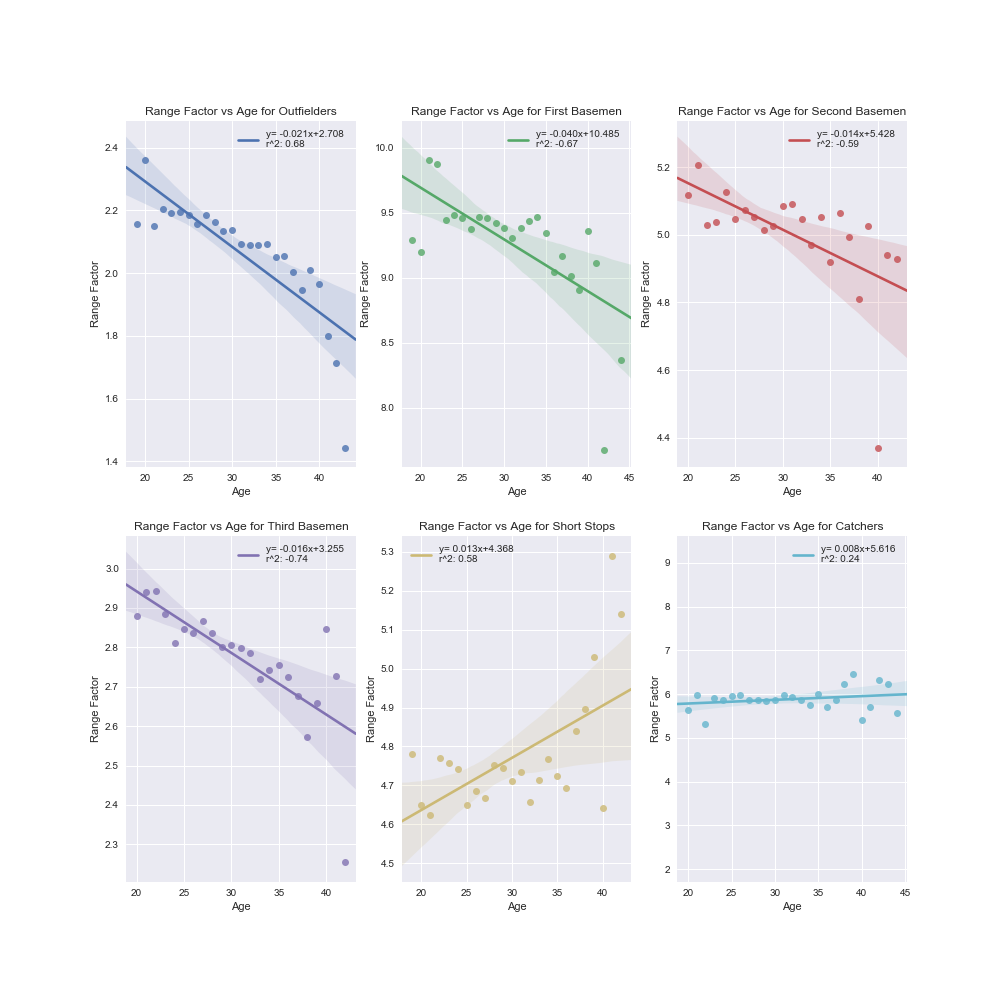 Range Factor vs Age for Outfielders
y= -0.021x+2.708
r^2: 0.68
2.4
2.2
2.0
1.8
1.6
1.4
Range Factor
20 25 30 35 40
Age
Range Factor vs Age for First Basemen
y= -0.040x+10.485
r^2: -0.67
10.0
9.5
9.0
8.5
8.0
Range Factor
20 25 30 35 40 45
Age
Range Factor vs Age for Second Basemen
y= -0.014x+5.428
r^2: -0.59
5.2
5.0
4.8
4.6
4.4
Range Factor
20 25 30 35 40
Age
Range Factor vs Age for Third Basemen
y= -0.016x+3.255
r^2: -0.74
3.0
2.9
2.8
2.7
2.6
2.5
2.4
2.3
Range Factor
20 25 30 35 40
Age
Range Factor vs Age for Short Stops
y= 0.013x+4.368
r^2: 0.58
5.3
5.2
5.1
5.0
4.9
4.8
4.7
4.6
4.5
Range Factor
20 25 30 35 40
Age
Range Factor vs Age for Catchers
y= 0.008x+5.616
r^2: 0.24
9
8
7
6
5
4
3
2
Range Factor
20 25 30 35 40 45
Age